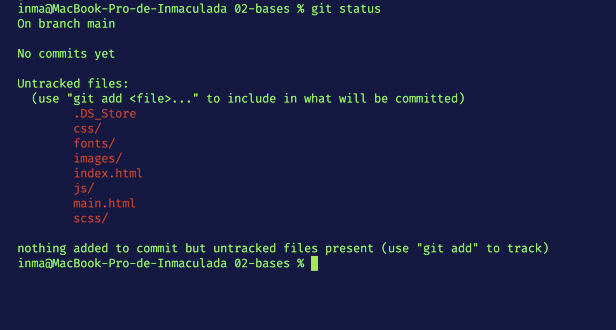 inma@MacBook-Pro-de-Inmaculada 02-bases % git status
On branch main
No commits yet
Untracked files:
(use "git add <file>..." to include in what will be committed)
.DS_Store
css/
fonts/
images/
index.html
js/
main.html
scss/
nothing added to commit but untracked files present (use "git add" to track)
inma@MacBook-Pro-de-Inmaculada 02-bases %